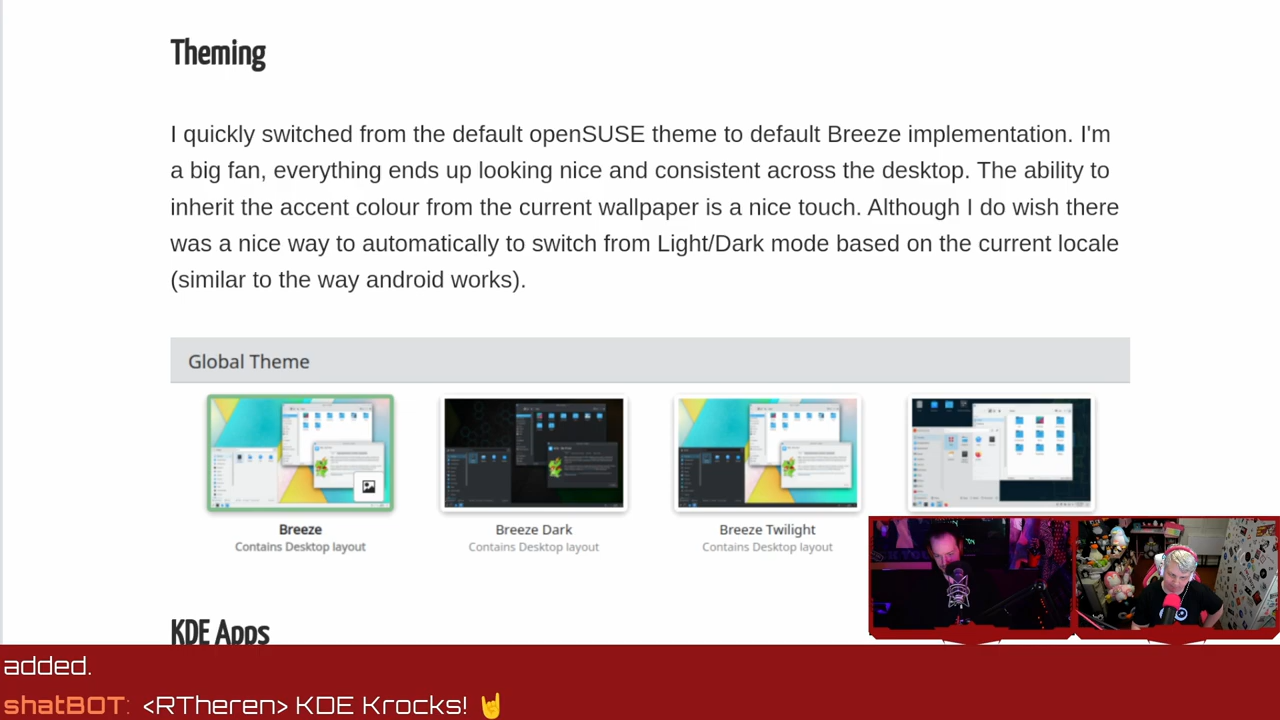 Theming
I quickly switched from the default openSUSE theme to default Breeze implementation. I'm
a big fan, everything ends up looking nice and consistent across the desktop. The ability to
inherit the accent colour from the current wallpaper is a nice touch. Although I do wish there
was a nice way to automatically to switch from Light/Dark mode based on the current locale
(similar to the way android works).
Global Theme
Breeze
Contains Desktop layout
Breeze Dark
Contains Desktop layout
Breeze Twilight
Contains Desktop layout
KDE Apps
added.
shatBOT: <RTheren> KDE Krocks! 🤘